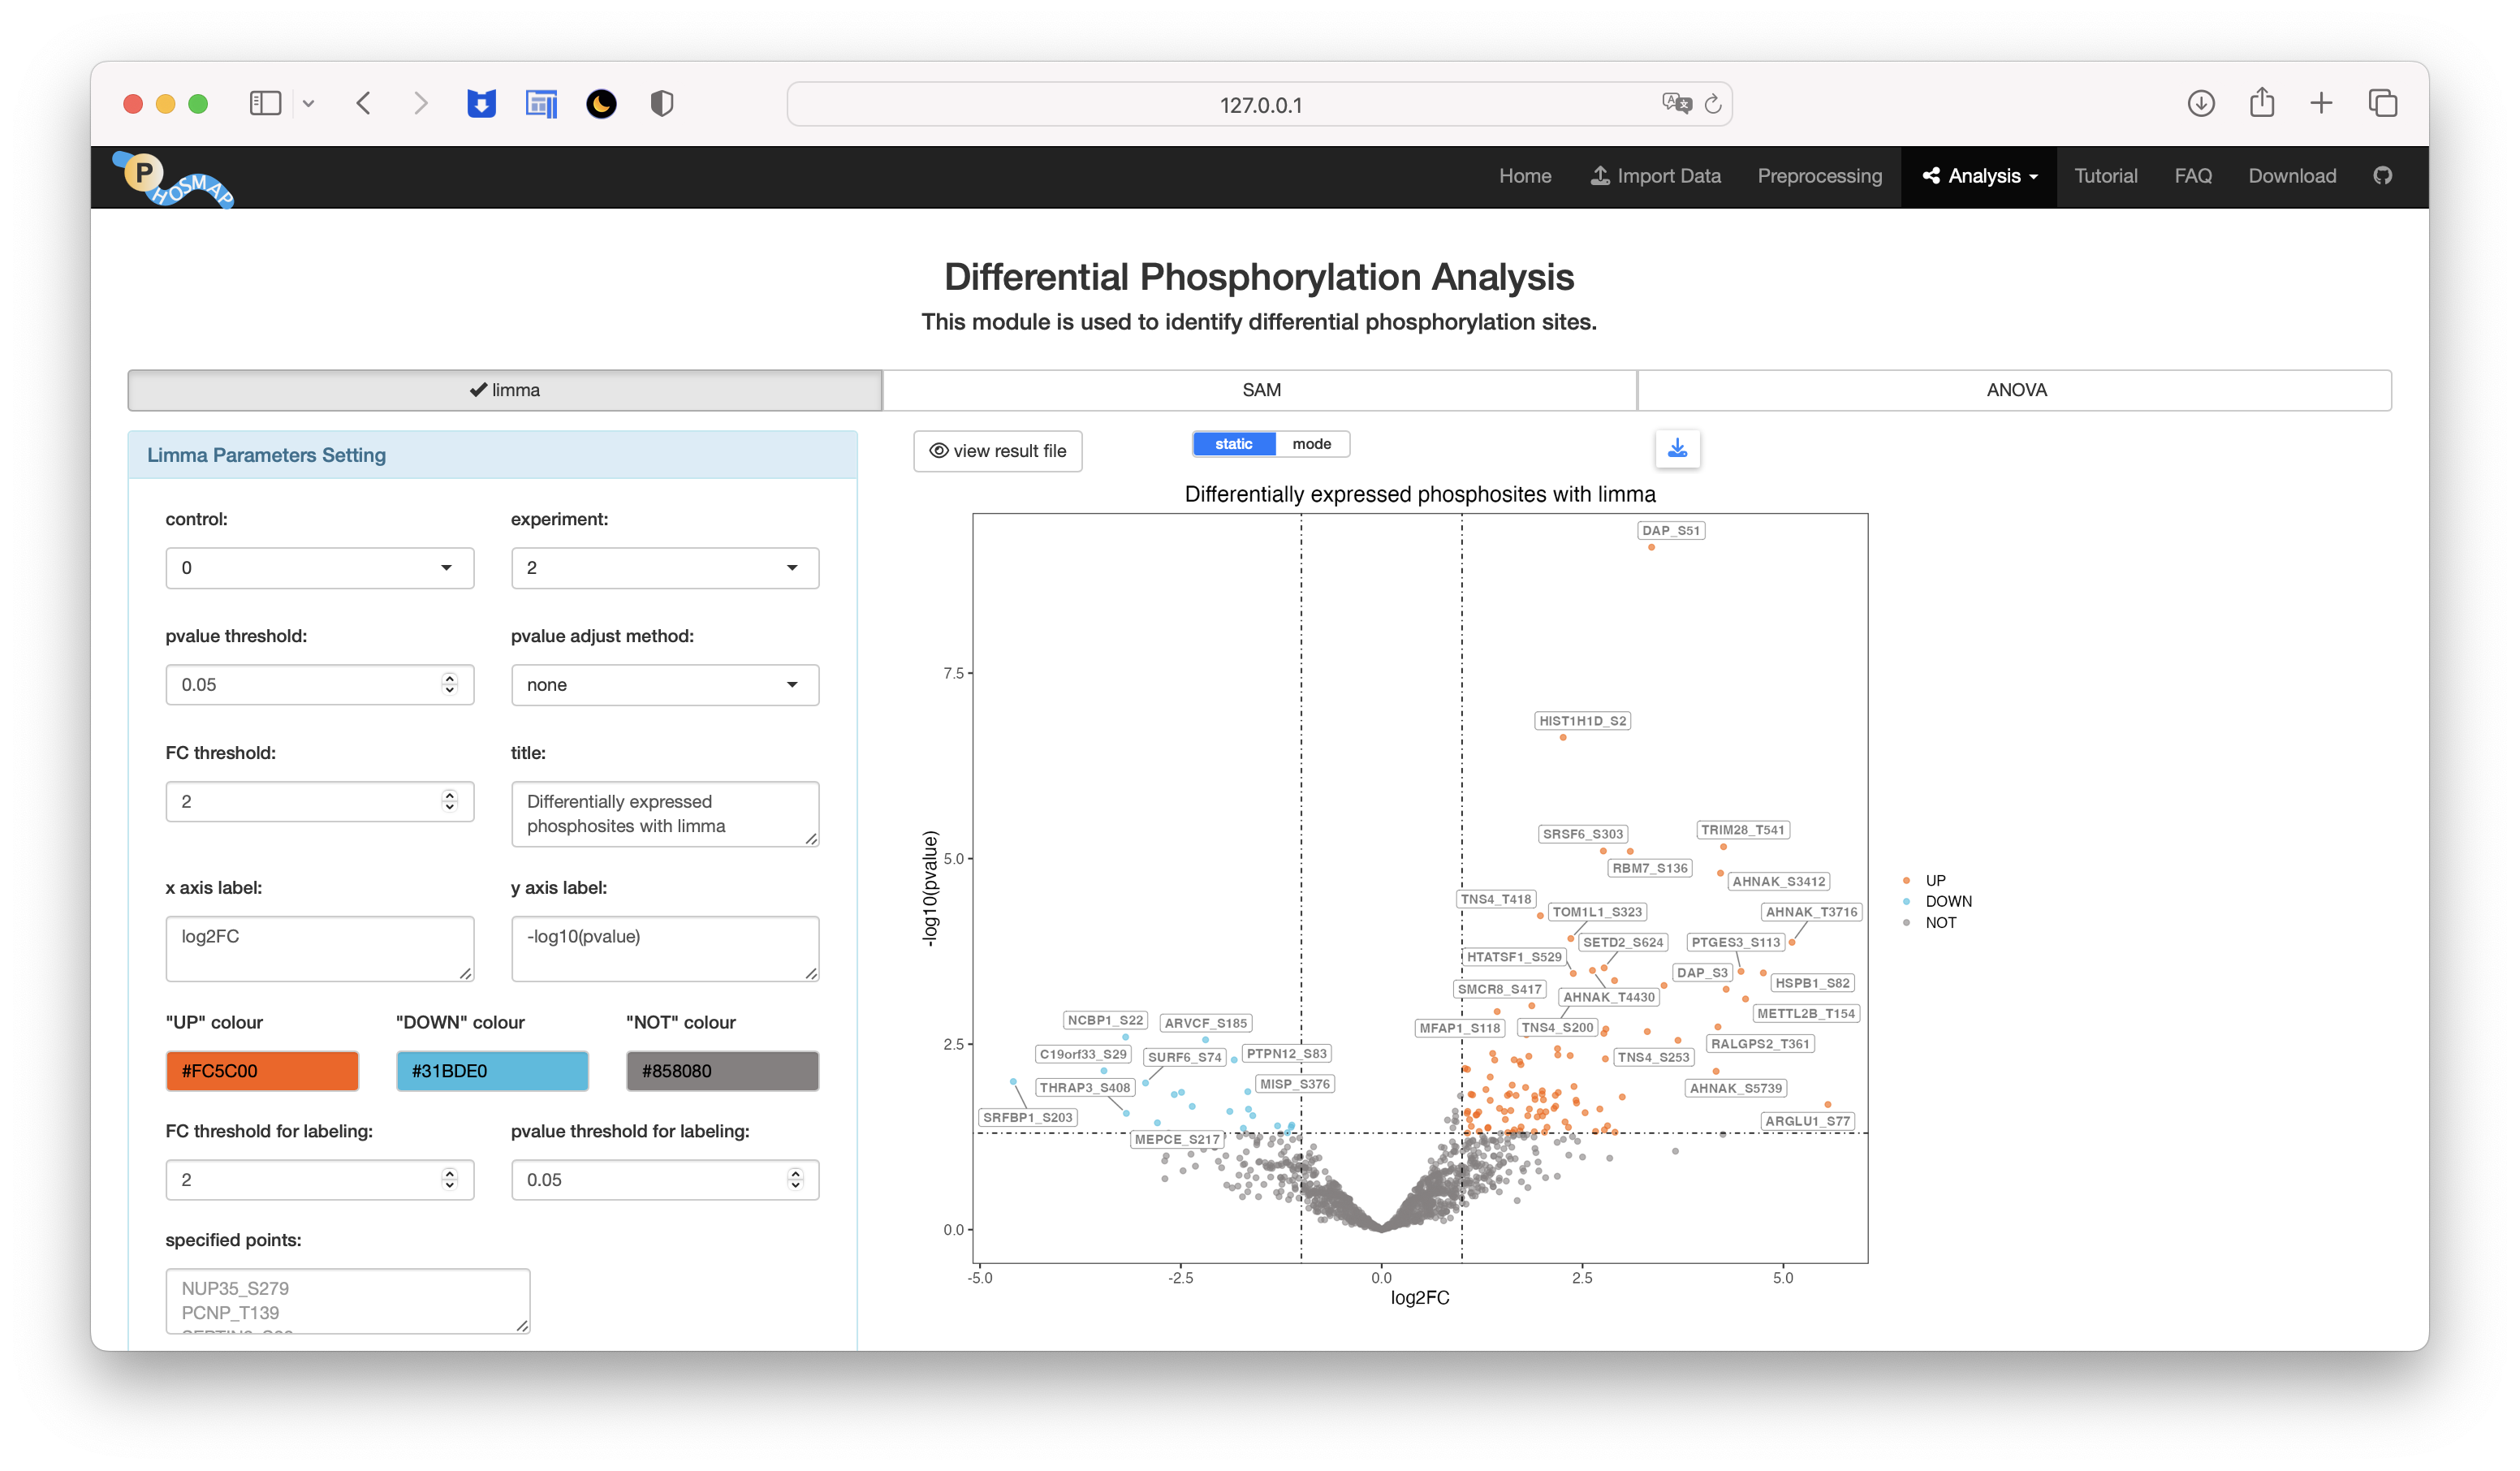 127.0.0.1
PHOSMAP
Home Import Data Preprocessing Analysis Tutorial FAQ Download
Differential Phosphorylation Analysis
This module is used to identify differential phosphorylation sites.
limma SAM ANOVA
Limma Parameters Setting
control: experiment:
0 2
pvalue threshold: pvalue adjust method:
0.05 none
FC threshold: title:
2 Differentially expressed
phosphosites with limma
x axis label: y axis label:
log2FC -log10(pvalue)
"UP" colour "DOWN" colour "NOT" colour
#FC5C00 #31BDE0 #858080
FC threshold for labeling: pvalue threshold for labeling:
2 0.05
specified points:
NUP35_S279
PCNP_T139
view result file static mode
Differentially expressed phosphosites with limma
DAP_S51
7.5
HIST1H1D_S2
SRSF6_S303 TRIM28_T541
5.0
RBM7_S136
AHNAK_S3412
TNS4_T418
TOM1L1_S323 AHNAK_T3716
SETD2_S624 PTGES3_S113
HTATSF1_S529
DAP_S3
HSPB1_S82
SMCR8_S417
AHNAK_T4430
METTL2B_T154
NCBP1_S22 ARVCF_S185
MFAP1_S118 TNS4_S200
2.5
RALGPS2_T361
C19orf33_S29 SURF6_S74 PTPN12_S83
TNS4_S253
THRAP3_S408 MISP_S376
AHNAK_S5739
SRFBP1_S203
ARGLU1_S77
MEPCE_S217
0.0
-5.0 -2.5 0.0 2.5 5.0
log2FC
-log10(pvalue)
UP
DOWN
NOT